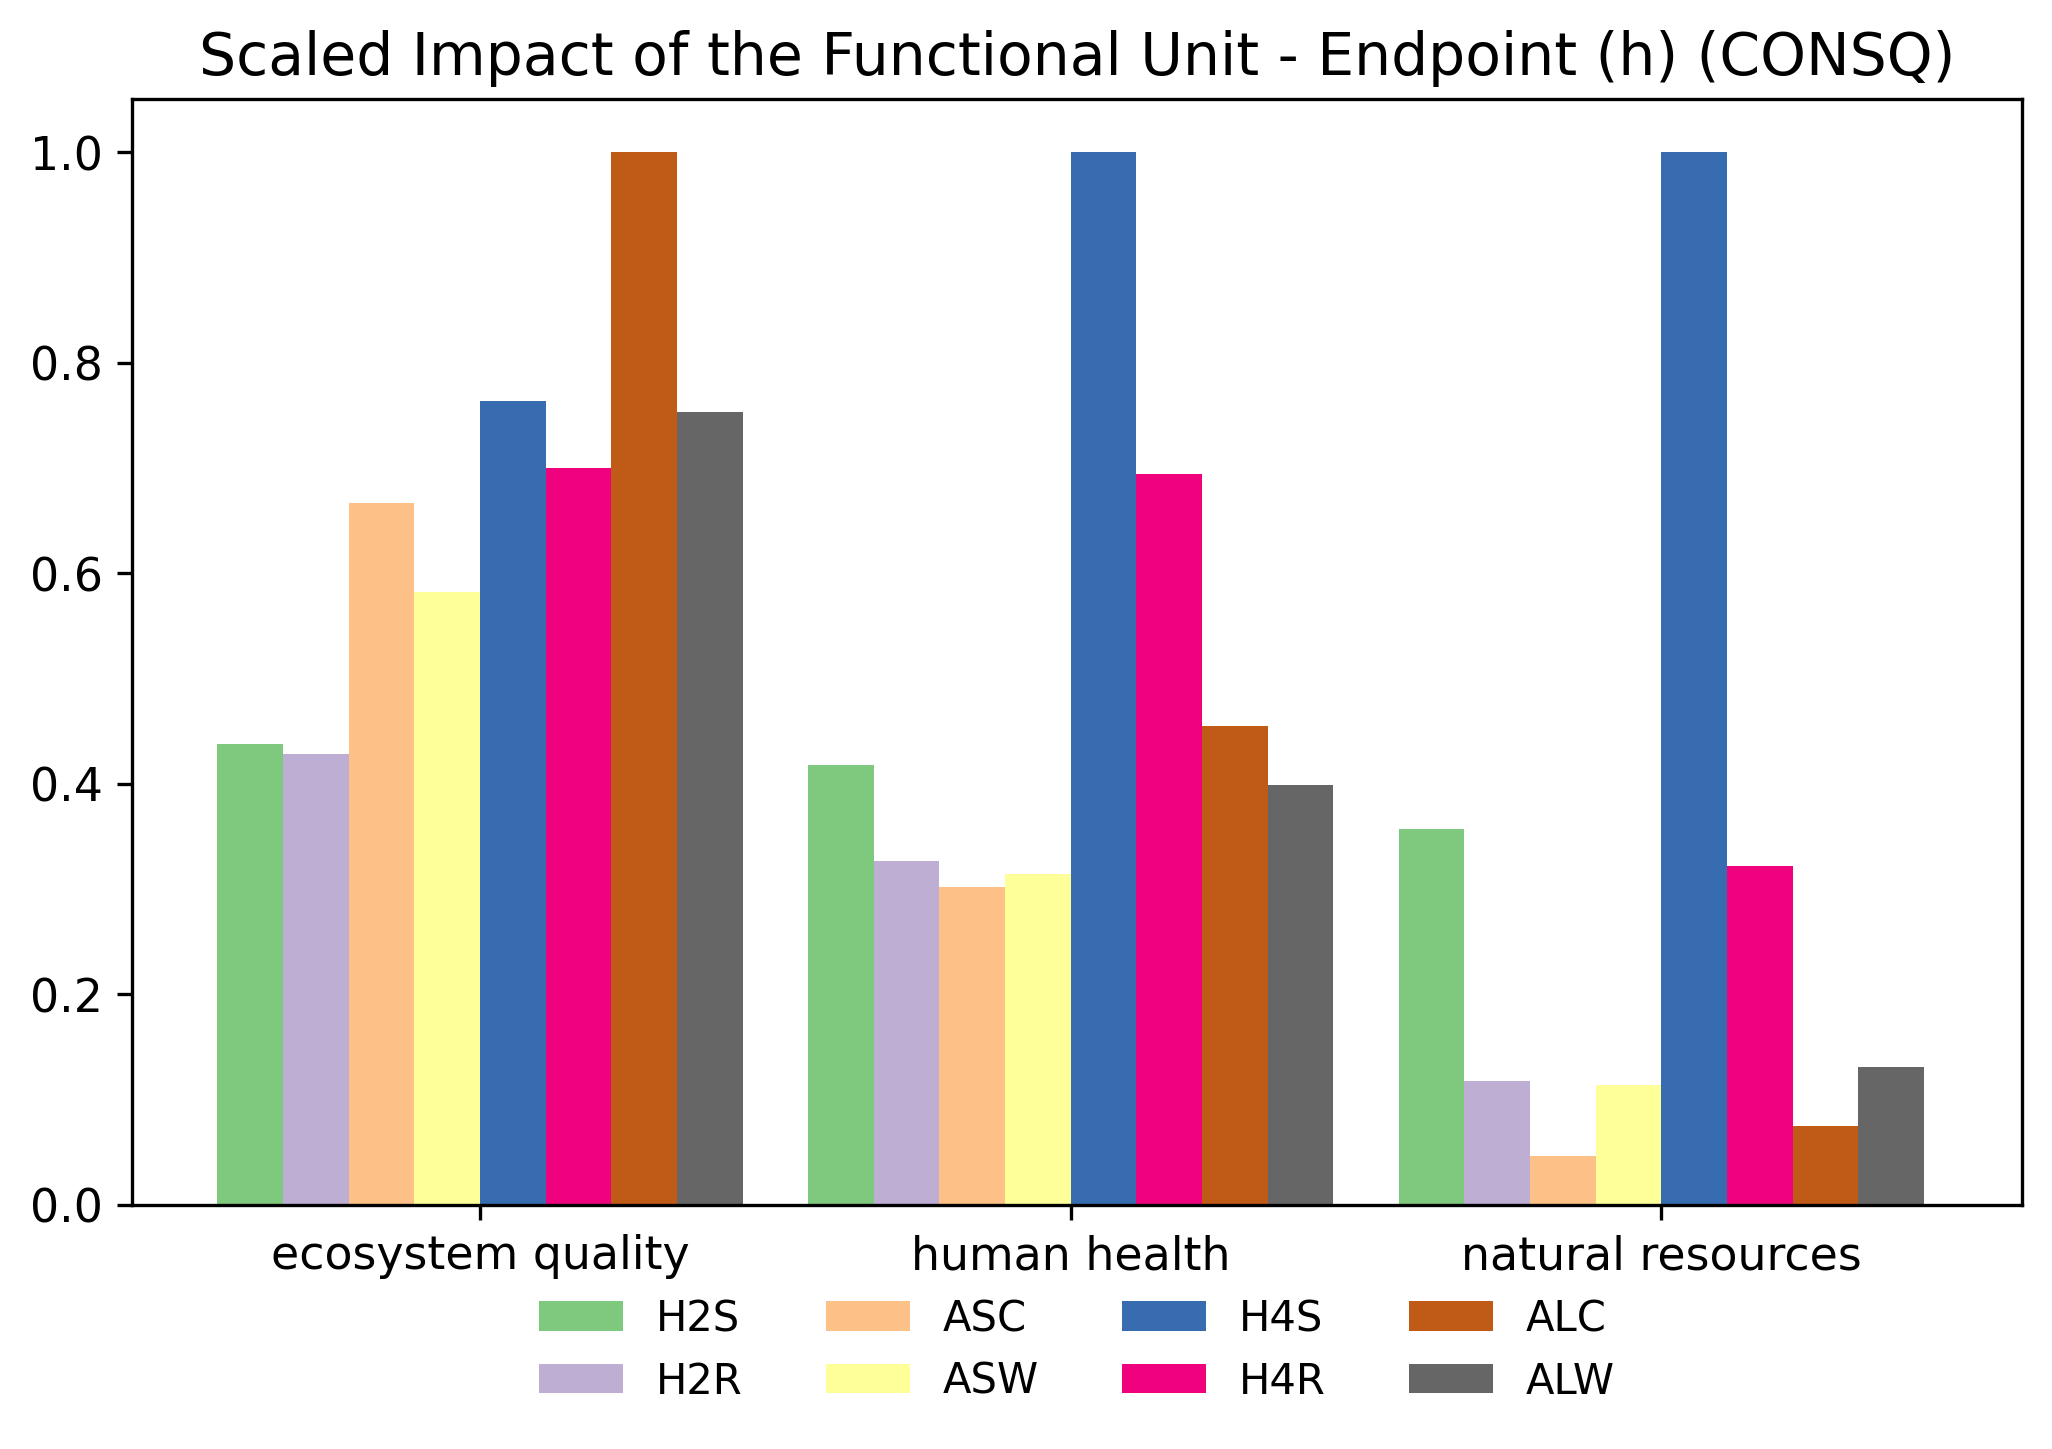 Scaled Impact of the Functional Unit - Endpoint (h) (CONSQ)
1.0
0.8
0.6
0.4
0.2
0.0
ecosystem quality human health natural resources
H2S ASC H4S ALC
H2R ASW H4R ALW